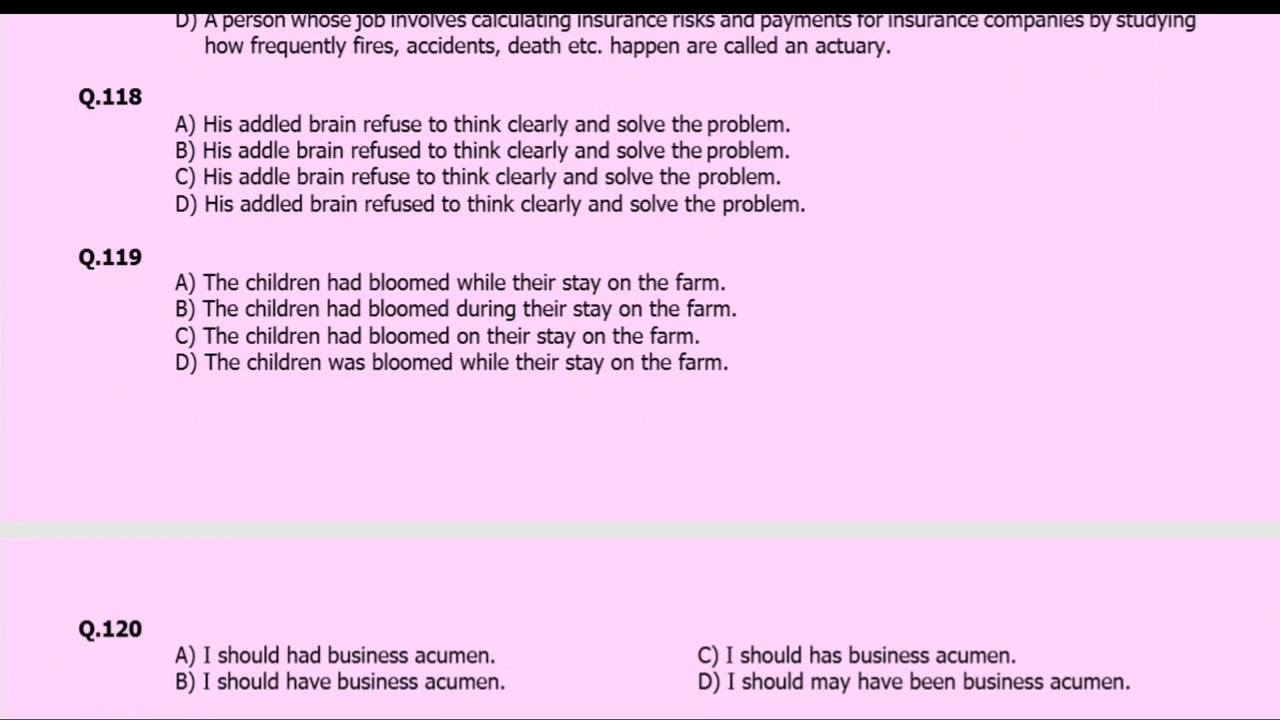 D) A person whose job involves calculating insurance risks and payments for insurance companies by studying
how frequently fires, accidents, death etc. happen are called an actuary.
Q.118
A) His addled brain refuse to think clearly and solve the problem.
B) His addle brain refused to think clearly and solve the problem.
C) His addle brain refuse to think clearly and solve the problem.
D) His addled brain refused to think clearly and solve the problem.
Q.119
A) The children had bloomed while their stay on the farm.
B) The children had bloomed during their stay on the farm.
C) The children had bloomed on their stay on the farm.
D) The children was bloomed while their stay on the farm.
Q.120
A) I should had business acumen.
B) I should have business acumen.
C) I should has business acumen.
D) I should may have been business acumen.